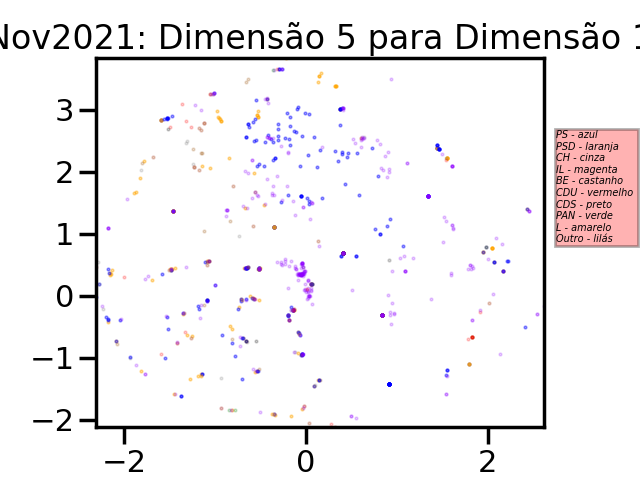 Nov2021: Dimensão 5 para Dimensão 1
3
2
1
0
−1
−2
−2
0
2
PS - azul
PSD - laranja
CH - cinza
IL - magenta
BE - castanho
CDU - vermelho
CDS - preto
PAN - verde
L - amarelo
Outro - lilás